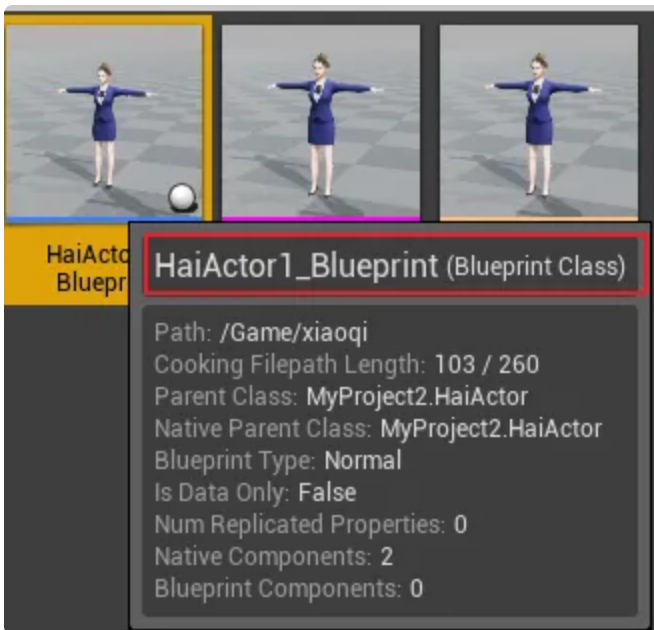 HaiActo
Bluepr
HaiActor1_Blueprint (Blueprint Class)
Path: /Game/xiaoqi
Cooking Filepath Length: 103 / 260
Parent Class: MyProject2.HaiActor
Native Parent Class: MyProject2.HaiActor
Blueprint Type: Normal
Is Data Only: False
Num Replicated Properties: 0
Native Components: 2
Blueprint Components: 0